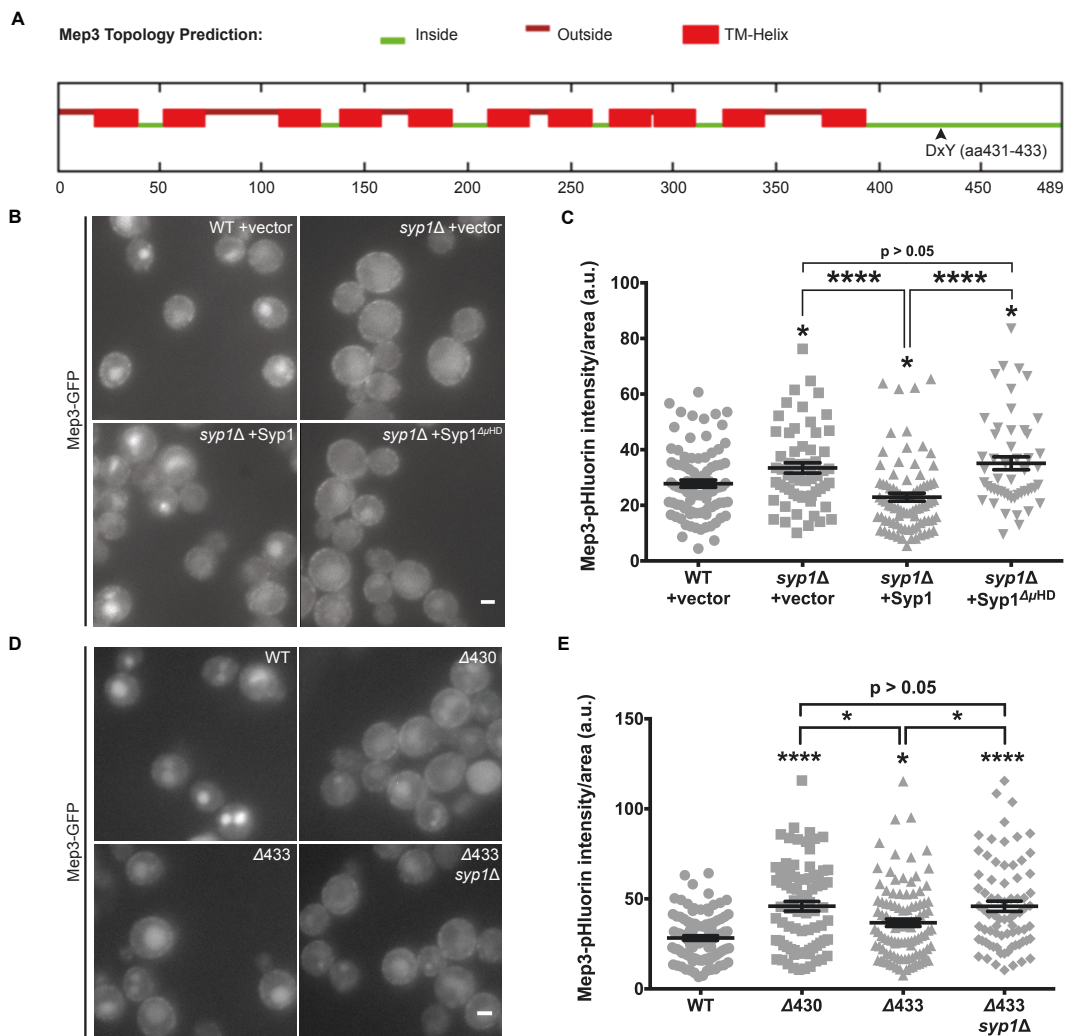 A
Mep3 Topology Prediction: Inside Outside TM-Helix
DxY (aa431-433)
0 50 100 150 200 250 300 350 400 450 489
B
Mep3-GFP
WT +vector
syp1Δ +vector
syp1Δ +Syp1
syp1Δ +Syp1ΔμHD
C
Mep3-pHluorin intensity/area (a.u.)
p > 0.05
**** ****
* * *
100
80
60
40
20
0
WT syp1Δ syp1Δ syp1Δ
+vector +vector +Syp1 +Syp1ΔμHD
D
Mep3-GFP
WT
Δ430
Δ433
Δ433
syp1Δ
E
Mep3-pHluorin intensity/area (a.u.)
p > 0.05
* *
**** * ****
150
100
50
0
WT Δ430 Δ433 Δ433
syp1Δ